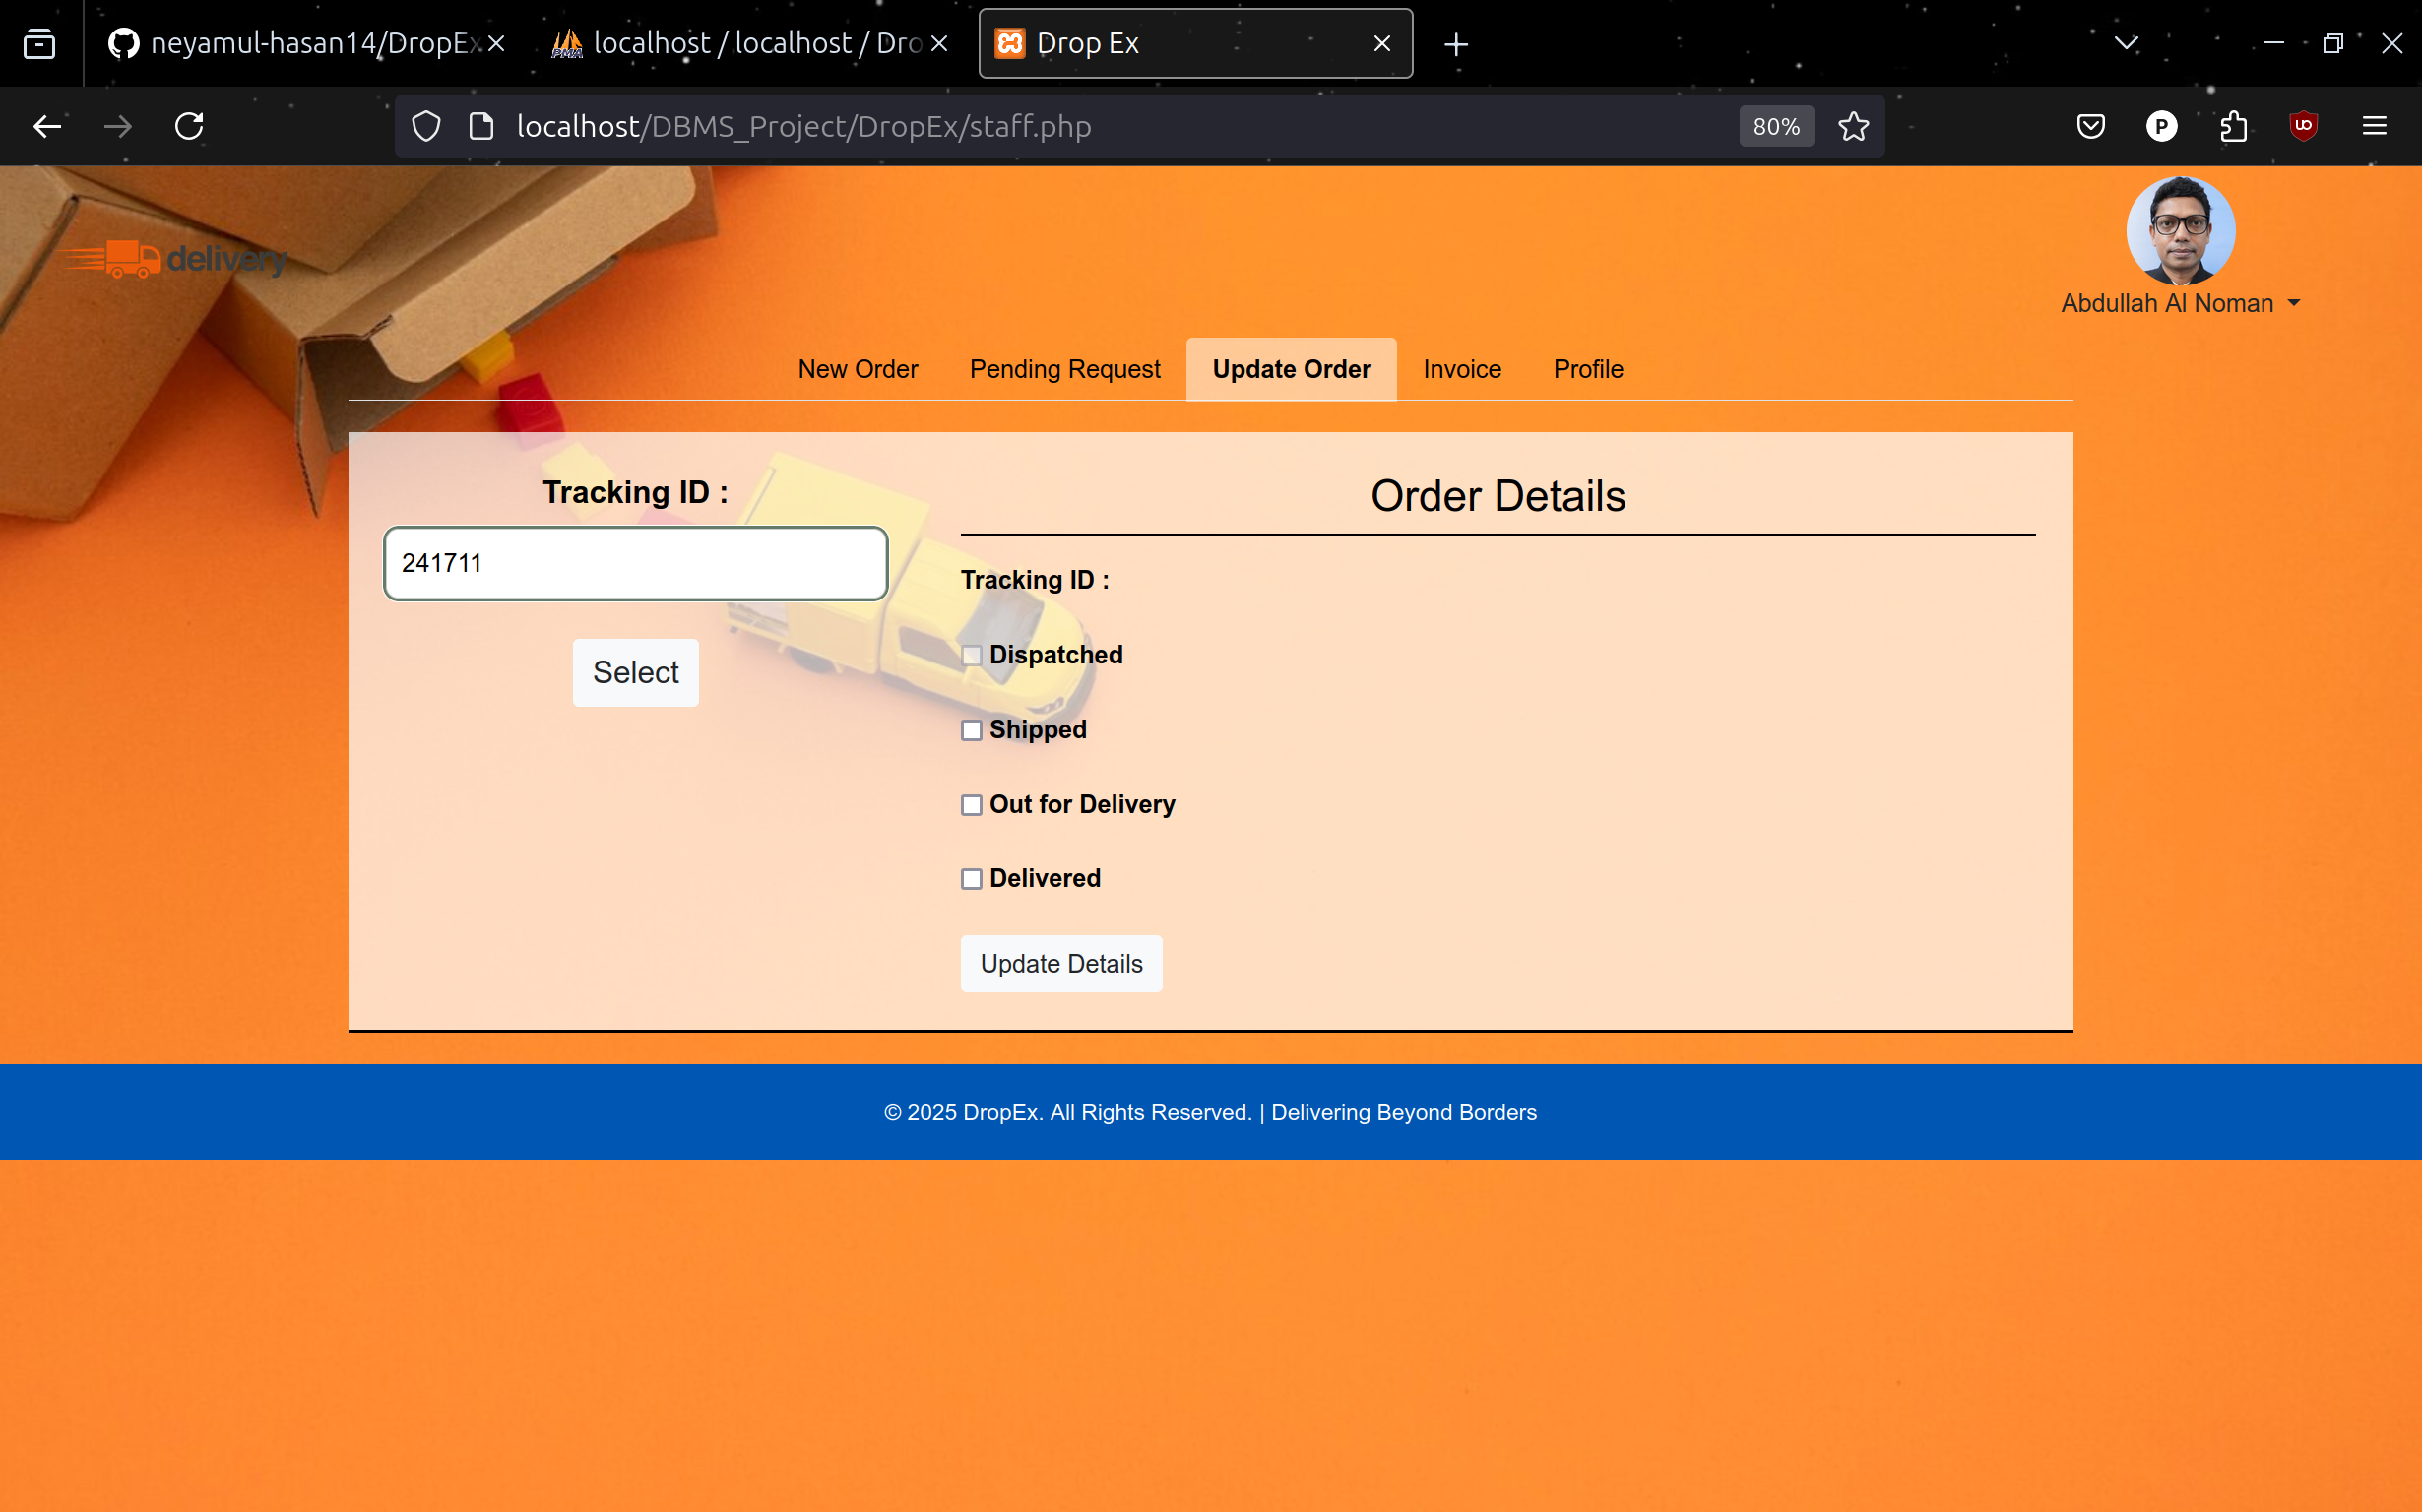 neyamul-hasan14/DropEx
localhost / localhost / Dro
Drop Ex
localhost/DBMS_Project/DropEx/staff.php
80%
delivery
Abdullah Al Noman
New Order
Pending Request
Update Order
Invoice
Profile
Tracking ID :
241711
Select
Order Details
Tracking ID :
Dispatched
Shipped
Out for Delivery
Delivered
Update Details
© 2025 DropEx. All Rights Reserved. | Delivering Beyond Borders